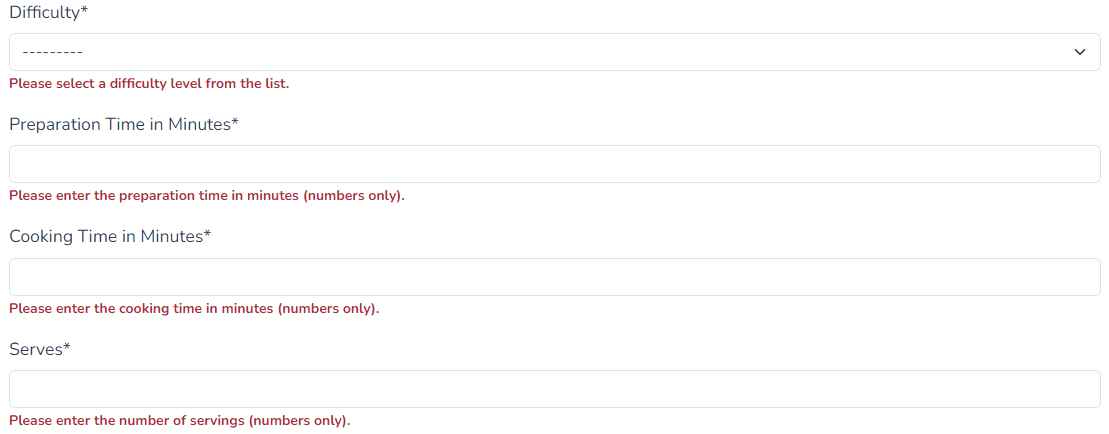 Difficulty*
---------
Please select a difficulty level from the list.
Preparation Time in Minutes*
Please enter the preparation time in minutes (numbers only).
Cooking Time in Minutes*
Please enter the cooking time in minutes (numbers only).
Serves*
Please enter the number of servings (numbers only).